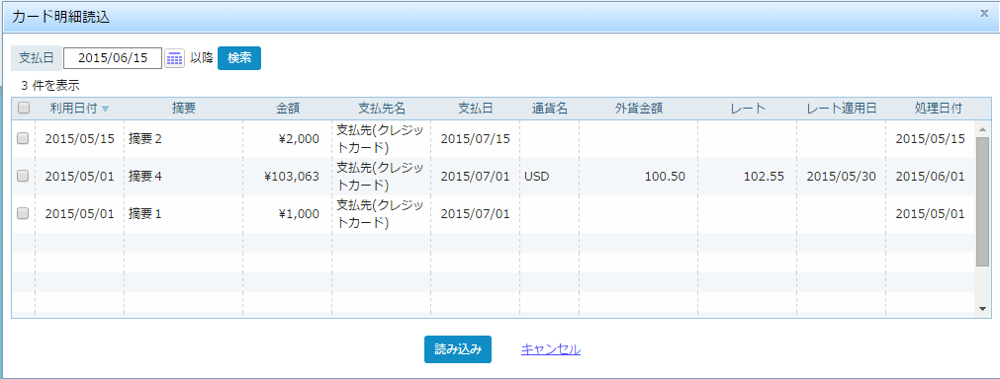 カード明細読込 x
支払日 2015/06/15 以降 検索
3 件を表示
利用日付 摘要 金額 支払先名 支払日 通貨名 外貨金額 レート レート適用日 処理日付
2015/05/15 摘要２ ¥2,000 支払先(クレジットカード) 2015/07/15 2015/05/15
2015/05/01 摘要４ ¥103,063 支払先(クレジットカード) 2015/07/01 USD 100.50 102.55 2015/05/30 2015/06/01
2015/05/01 摘要１ ¥1,000 支払先(クレジットカード) 2015/07/01 2015/05/01
読み込み キャンセル